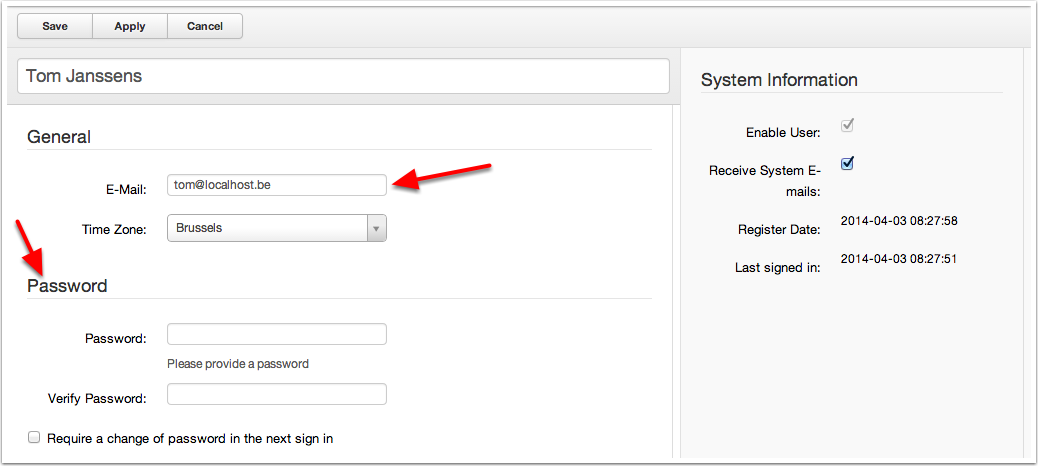 Save Apply Cancel
Tom Janssens
General
E-Mail: tom@localhost.be
Time Zone: Brussels
Password
Password:
Please provide a password
Verify Password:
Require a change of password in the next sign in
System Information
Enable User:
Receive System E-
mails:
Register Date: 2014-04-03 08:27:58
Last signed in: 2014-04-03 08:27:51